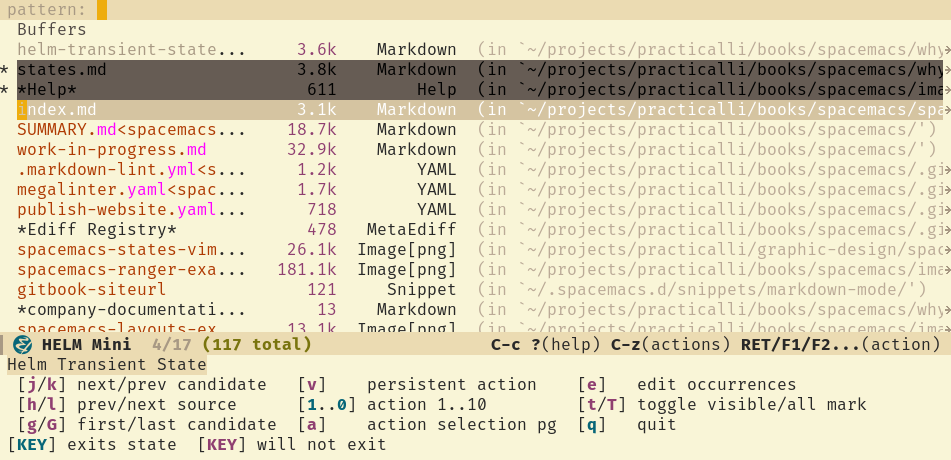 pattern:
Buffers
helm-transient-state... 3.6k Markdown (in `~/projects/practicalli/books/spacemacs/why
* states.md 3.8k Markdown (in `~/projects/practicalli/books/spacemacs/why
* *Help* 611 Help (in `~/projects/practicalli/books/spacemacs/ima
index.md 3.1k Markdown (in `~/projects/practicalli/books/spacemacs/spa
SUMMARY.md<spacemacs... 18.7k Markdown (in `~/projects/practicalli/books/spacemacs/')
work-in-progress.md 32.9k Markdown (in `~/projects/practicalli/books/spacemacs/')
.markdown-lint.yml<s... 1.2k YAML (in `~/projects/practicalli/books/spacemacs/.gi
megalinter.yaml<spac... 1.7k YAML (in `~/projects/practicalli/books/spacemacs/.gi
publish-website.yaml... 718 YAML (in `~/projects/practicalli/books/spacemacs/.gi
*Ediff Registry* 478 MetaEdiff (in `~/projects/practicalli/books/spacemacs/.gi
spacemacs-states-vim... 26.1k Image[png] (in `~/projects/practicalli/graphic-design/spac
spacemacs-ranger-exa... 181.1k Image[png] (in `~/projects/practicalli/books/spacemacs/ima
gitbook-siteurl 121 Snippet (in `~/.spacemacs.d/snippets/markdown-mode/')
*company-documentati... 13 Markdown (in `~/projects/practicalli/books/spacemacs/why
spacemacs-layouts-ex... 13.1k Image[png] (in `~/projects/practicalli/books/spacemacs/ima
HELM Mini 4/17 (117 total) C-c ?(help) C-z(actions) RET/F1/F2...(action)
Helm Transient State
[j/k] next/prev candidate [v] persistent action [e] edit occurrences
[h/l] prev/next source [1..0] action 1..10 [t/T] toggle visible/all mark
[g/G] first/last candidate [a] action selection pg [q] quit
[KEY] exits state [KEY] will not exit